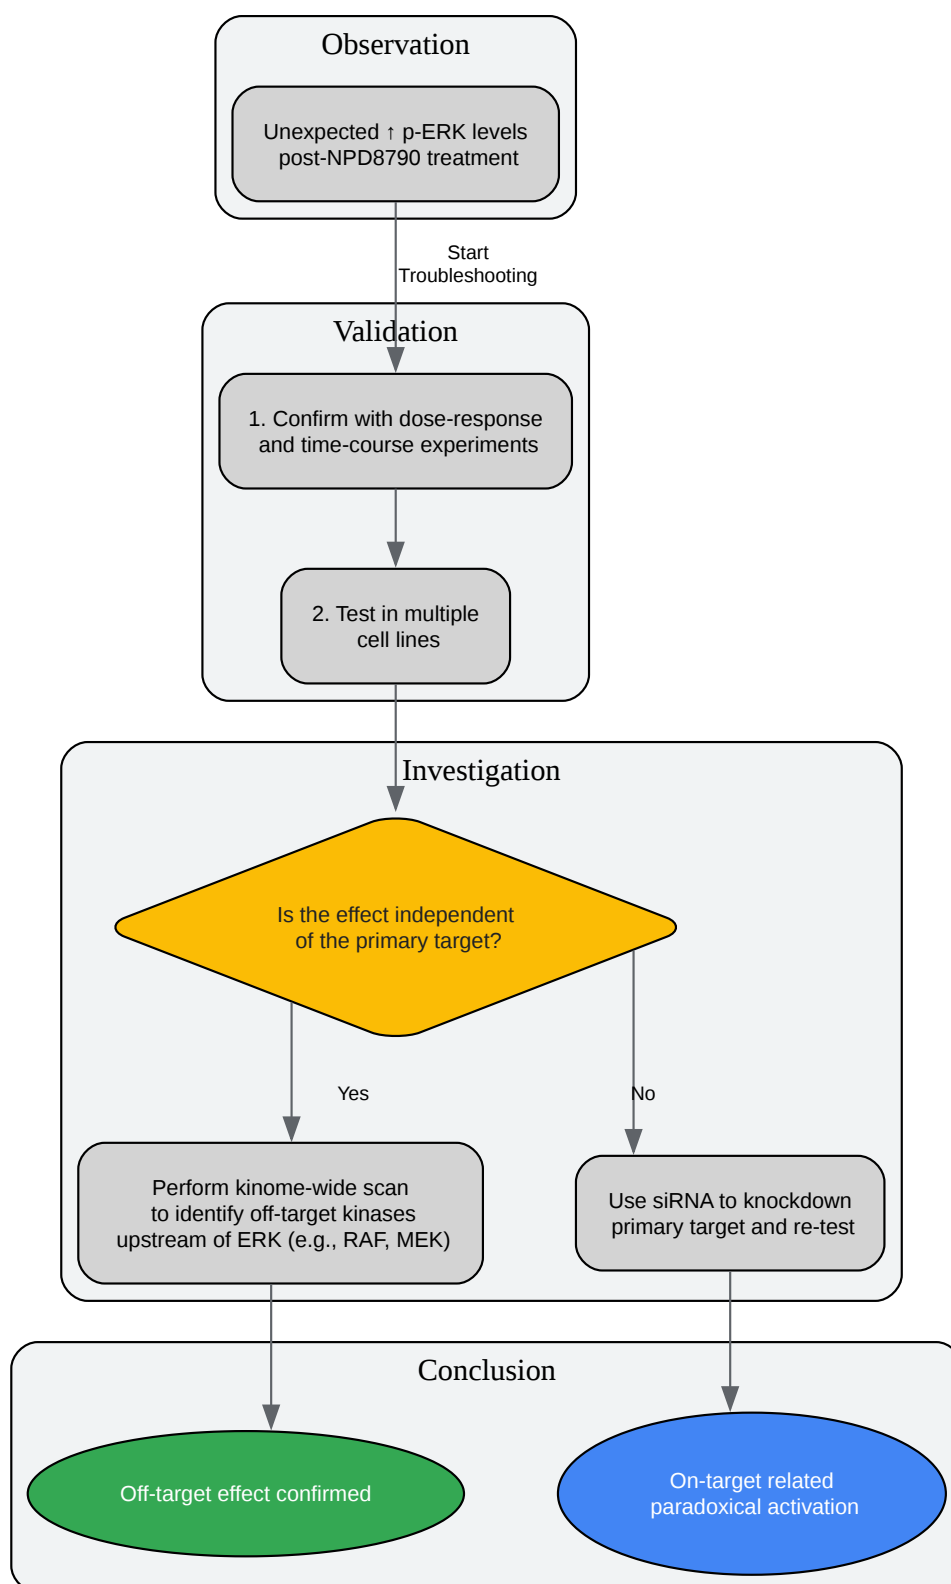 Observation
Unexpected ↑ p-ERK levels
post-NPD8790 treatment
Start
Troubleshooting
Validation
1. Confirm with dose-response
and time-course experiments
2. Test in multiple
cell lines
Investigation
Is the effect independent
of the primary target?
Yes
No
Perform kinome-wide scan
to identify off-target kinases
upstream of ERK (e.g., RAF, MEK)
Use siRNA to knockdown
primary target and re-test
Conclusion
Off-target effect confirmed
On-target related
paradoxical activation